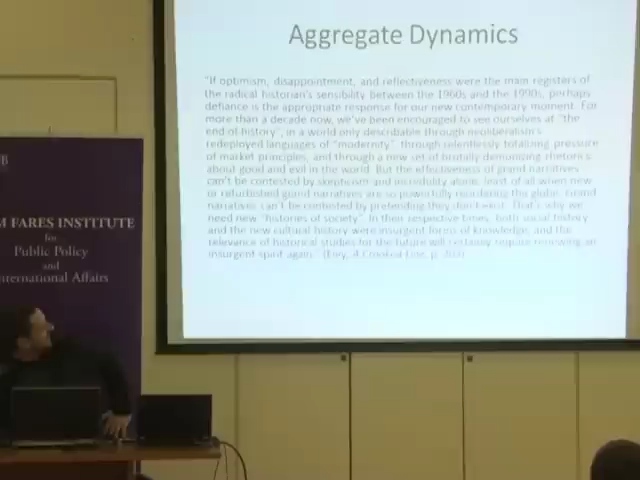 Aggregate Dynamics
"If optimism, disappointment, and reflectiveness were the main registers of
the radical historian's sensibility between the 1960s and the 1990s, perhaps
defiance is the appropriate response for our new contemporary moment. For
more than a decade now, we've been encouraged to see ourselves at "the
end of history", in a world only describable through neoliberalism's
redeployed languages of "modernity," through relentlessly totalizing pressure
of market principles, and through a new set of brutally demonizing rhetorics
about good and evil in the world. But the effectiveness of grand narratives
can't be contested by skepticism and incredulity alone, least of all when new
or refurbished grand narratives are so powerfully reordering the globe. Grand
narratives can't be contested by pretending they don't exist. That's why we
need new "histories of society." In their respective times, both social history
and the new cultural history were insurgent forms of knowledge, and the
relevance of historical studies for the future will certainly require renewing an
insurgent spirit again." (Eley, A Crooked Line, p.
B
M FARES INSTITUTE
for
Public Policy
and
nternational Affairs